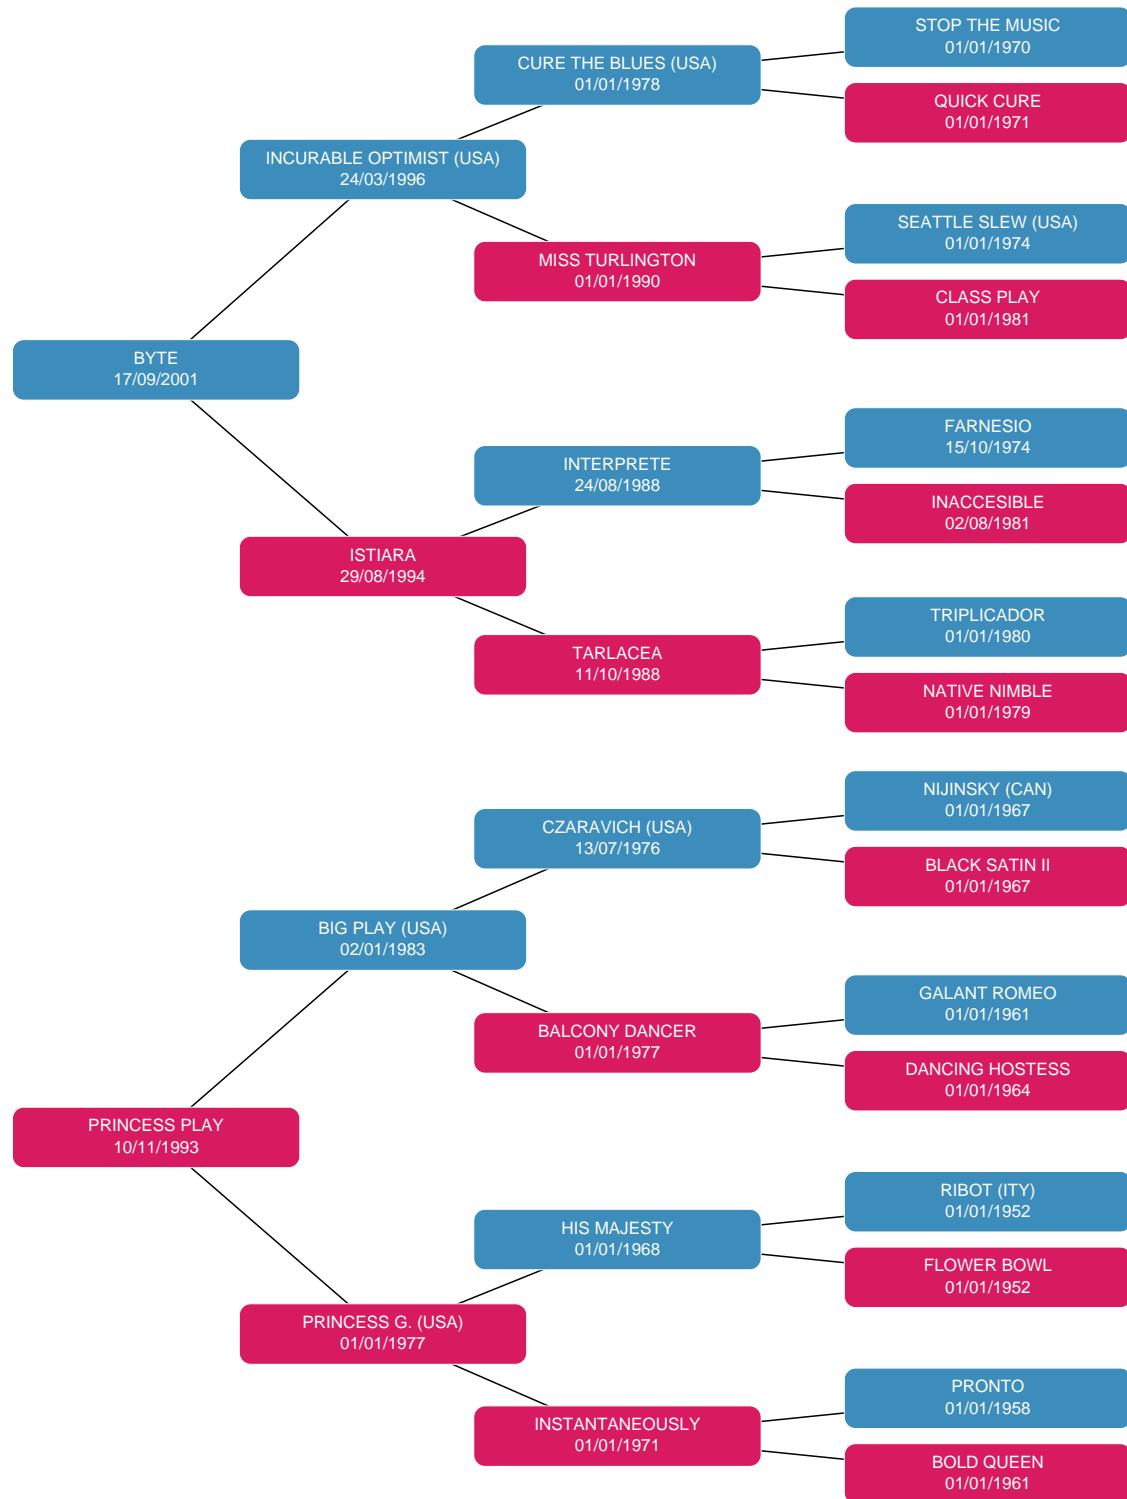 STOP THE MUSIC
01/01/1970
CURE THE BLUES (USA)
01/01/1978
QUICK CURE
01/01/1971
INCURABLE OPTIMIST (USA)
24/03/1996
SEATTLE SLEW (USA)
01/01/1974
MISS TURLINGTON
01/01/1990
CLASS PLAY
01/01/1981
BYTE
17/09/2001
FARNESIO
15/10/1974
INTERPRETE
24/08/1988
INACCESIBLE
02/08/1981
ISTIARA
29/08/1994
TRIPLICADOR
01/01/1980
TARLACEA
11/10/1988
NATIVE NIMBLE
01/01/1979
NIJINSKY (CAN)
01/01/1967
CZARAVICH (USA)
13/07/1976
BLACK SATIN II
01/01/1967
BIG PLAY (USA)
02/01/1983
GALANT ROMEO
01/01/1961
BALCONY DANCER
01/01/1977
DANCING HOSTESS
01/01/1964
PRINCESS PLAY
10/11/1993
RIBOT (ITY)
01/01/1952
HIS MAJESTY
01/01/1968
FLOWER BOWL
01/01/1952
PRINCESS G. (USA)
01/01/1977
PRONTO
01/01/1958
INSTANTANEOUSLY
01/01/1971
BOLD QUEEN
01/01/1961